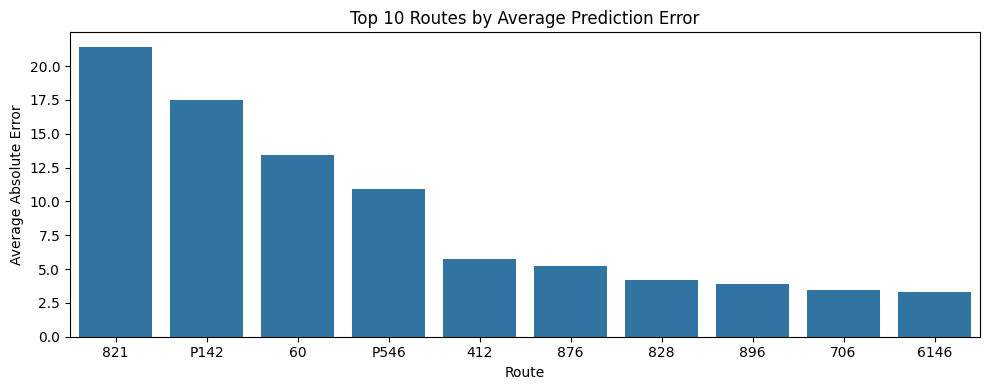 Top 10 Routes by Average Prediction Error
Average Absolute Error
20.0
17.5
15.0
12.5
10.0
7.5
5.0
2.5
0.0
821 P142 60 P546 412 876 828 896 706 6146
Route